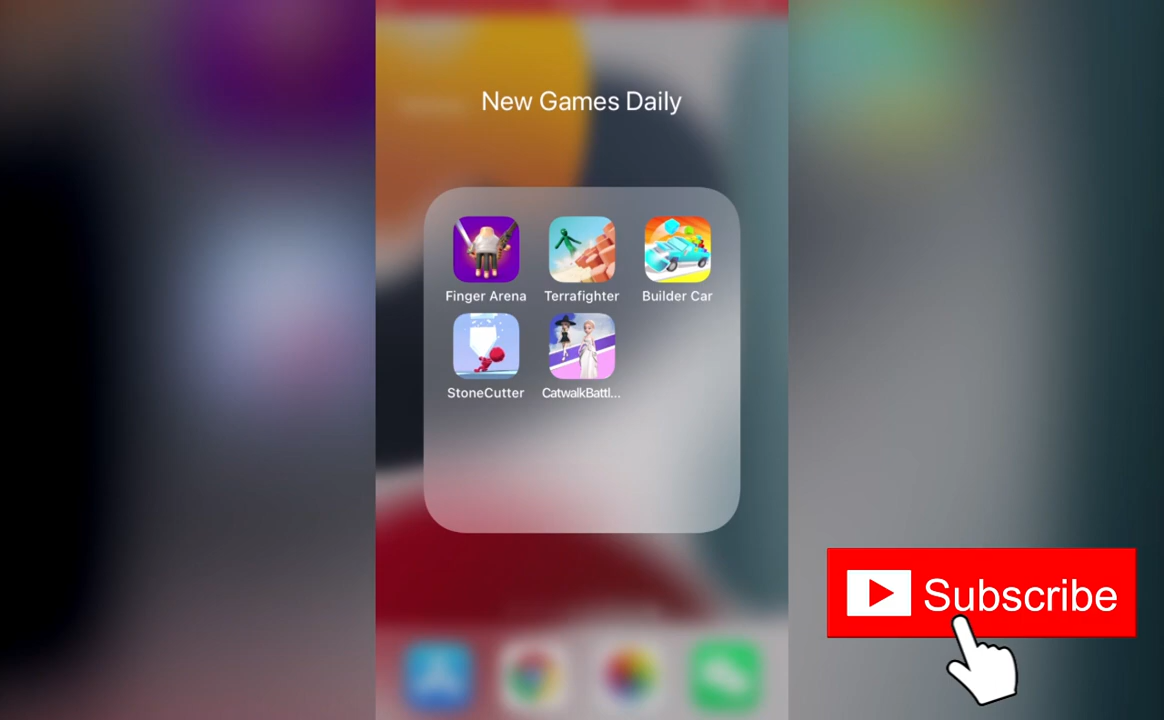 New Games Daily
Finger Arena
Terrafighter
Builder Car
StoneCutter
CatwalkBattl...
Subscribe